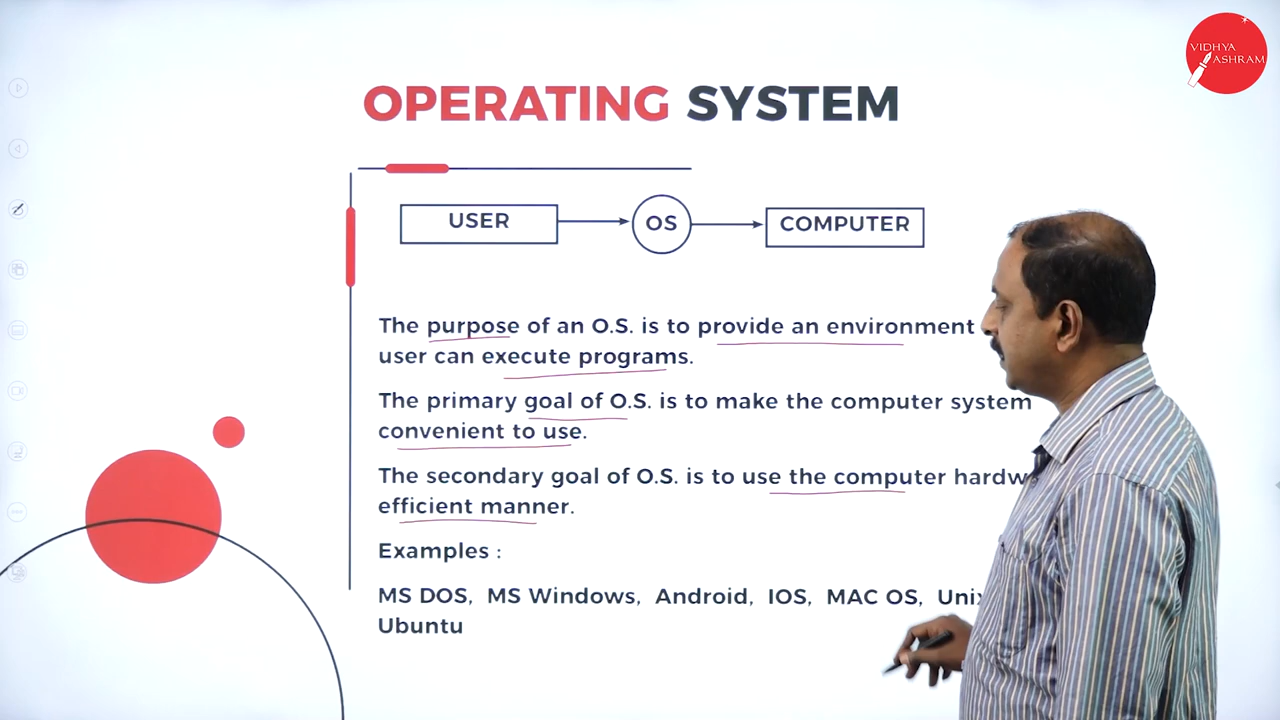 VIDHYA
ASHRAM
OPERATING SYSTEM
USER
OS
COMPUTER
The purpose of an O.S. is to provide an environment
user can execute programs.
The primary goal of O.S. is to make the computer system
convenient to use.
The secondary goal of O.S. is to use the computer
efficient manner.
Examples :
MS DOS, MS Windows, Android, IOS, MAC OS,
Ubuntu